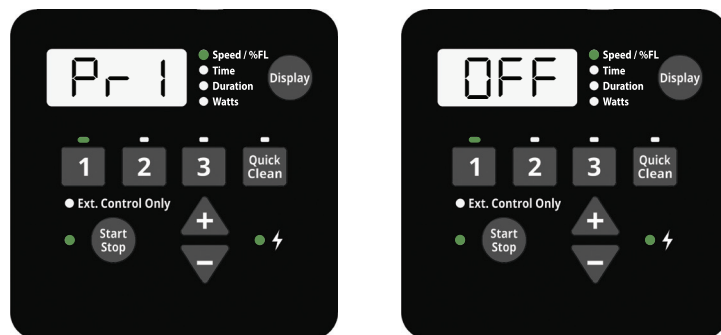 Pr 1
Speed / %FL
Time
Duration
Watts
Display
1 2 3 Quick Clean
Ext. Control Only
Start Stop
+
−
OFF
Speed / %FL
Time
Duration
Watts
Display
1 2 3 Quick Clean
Ext. Control Only
Start Stop
+
−